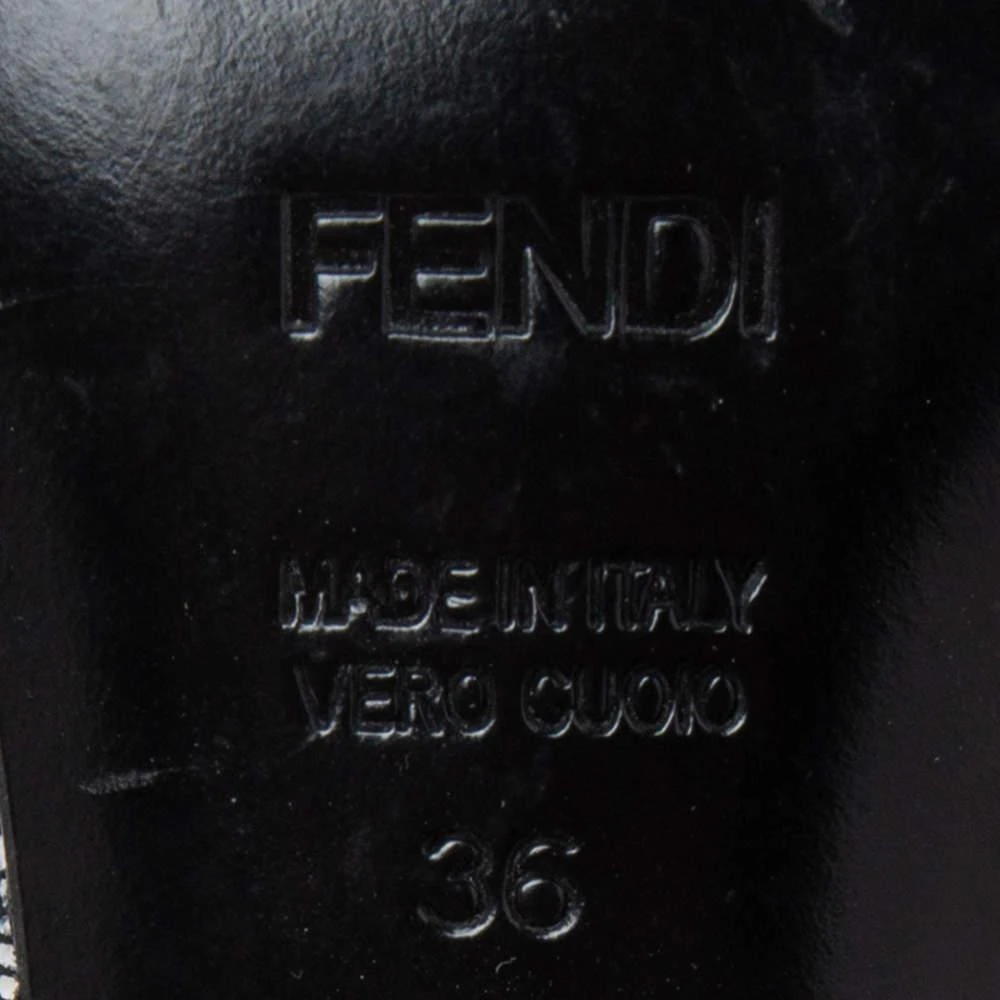 FENDI
MADE IN ITALY
VERO CUOIO
36